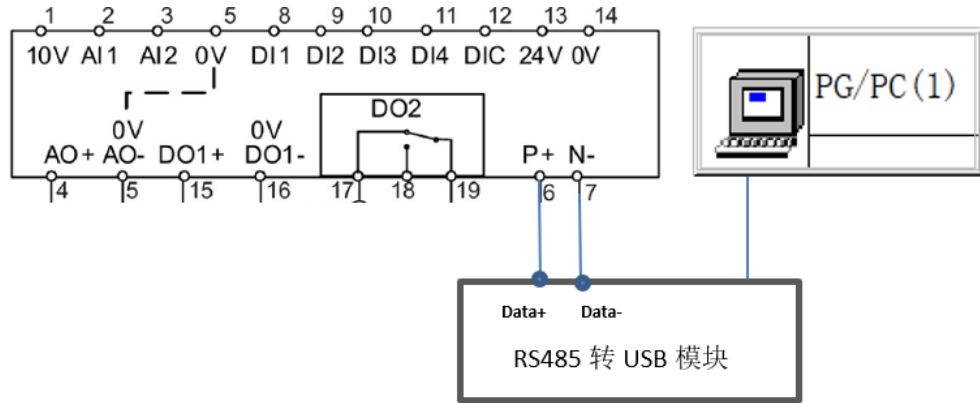 1 2 3 5 8 9 10 11 12 13 14
10V AI1 AI2 0V DI1 DI2 DI3 DI4 DIC 24V 0V
PG/PC(1)
DO2
0V 0V
AO+ AO- DO1+ DO1- P+ N-
4 5 15 16 17 18 19 6 7
Data+ Data-
RS485 转 USB 模块